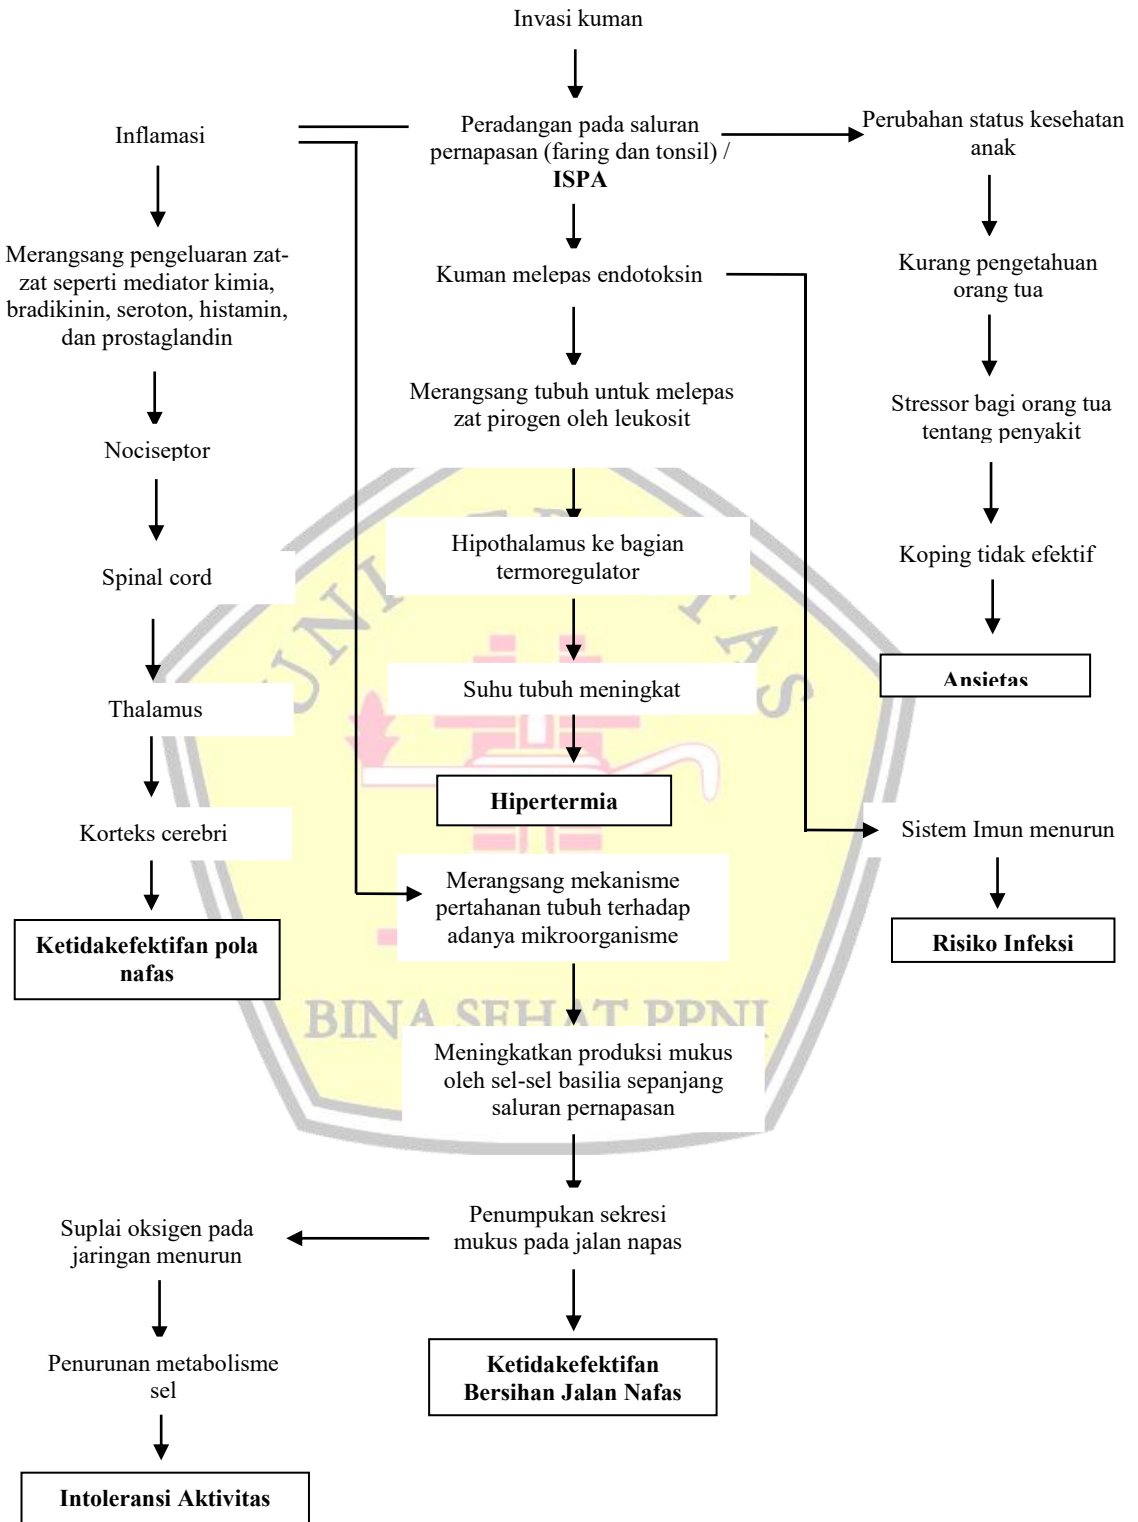 Invasi kuman
Inflamasi
Peradangan pada saluran
pernapasan (faring dan tonsil) /
ISPA
Perubahan status kesehatan
anak
Merangsang pengeluaran zat-
zat seperti mediator kimia,
bradikinin, seroton, histamin,
dan prostaglandin
Kuman melepas endotoksin
Kurang pengetahuan
orang tua
Merangsang tubuh untuk melepas
zat pirogen oleh leukosit
Stressor bagi orang tua
tentang penyakit
Nociseptor
Hipothalamus ke bagian
termoregulator
Koping tidak efektif
Spinal cord
Suhu tubuh meningkat
Ansietas
Thalamus
Hipertermia
Korteks cerebri
Sistem Imun menurun
Merangsang mekanisme
pertahanan tubuh terhadap
adanya mikroorganisme
Ketidakefektifan pola
nafas
Risiko Infeksi
BINA SEHAT PPNI
Meningkatkan produksi mukus
oleh sel-sel basilia sepanjang
saluran pernapasan
Suplai oksigen pada
jaringan menurun
Penumpukan sekresi
mukus pada jalan napas
Penurunan metabolisme
sel
Ketidakefektifan
Bersihan Jalan Nafas
Intoleransi Aktivitas